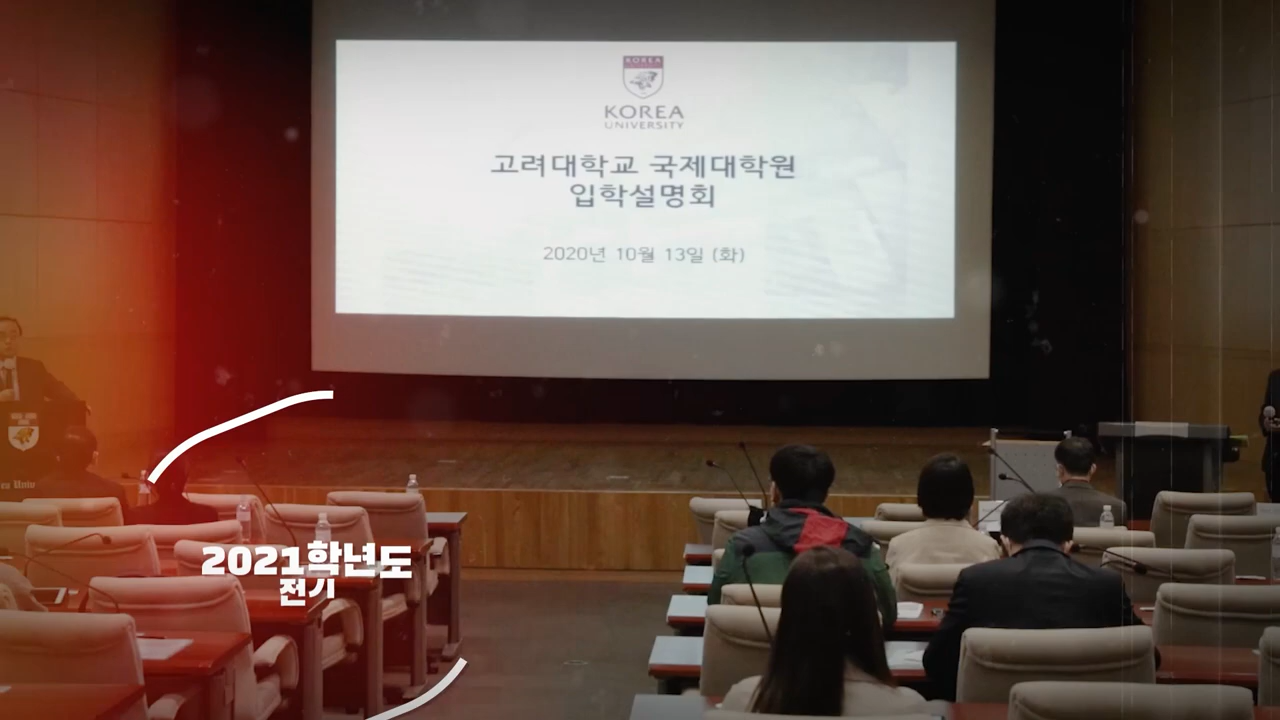 KOREA
KOREA
UNIVERSITY
고려대학교 국제대학원
입학설명회
2020년 10월 13일 (화)
2021학년도
전기